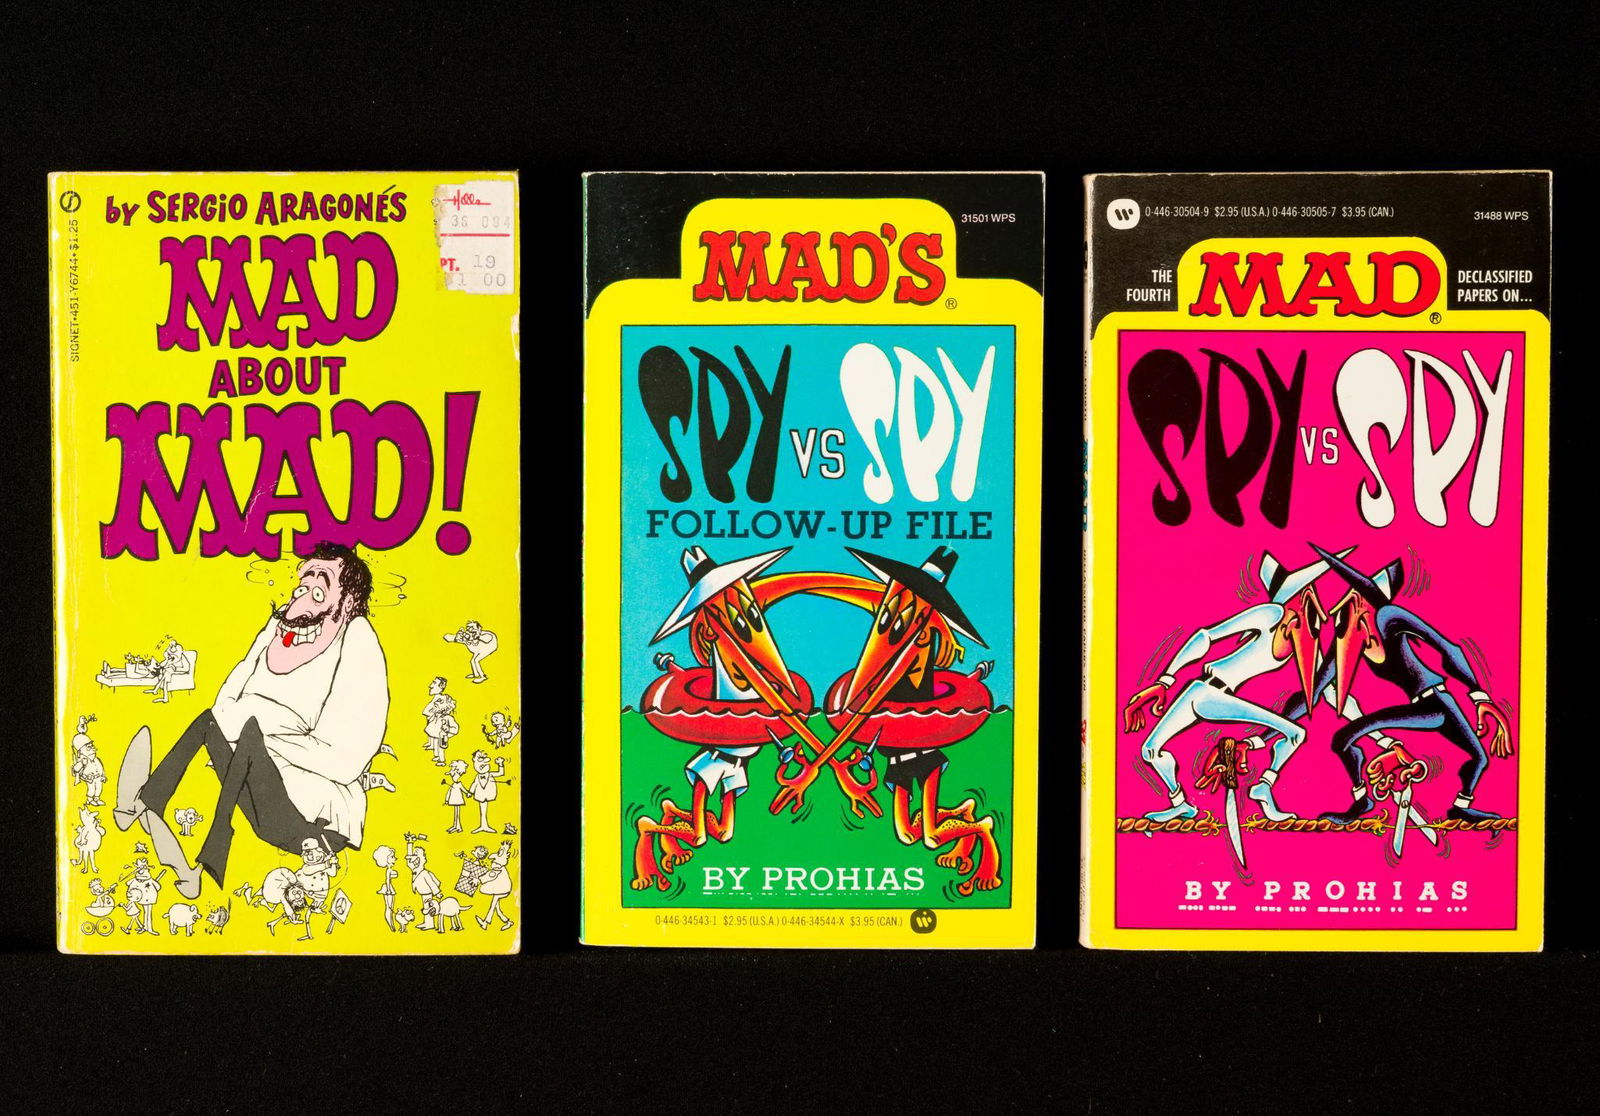 by SERGIO ARAGONÉS
MAD
ABOUT
MAD!
SIGNET•451-Y6744•$1.25
36 084
PT. 19
$1 00
zzz
31501 WPS
MAD'S
®
SPY vs SPY
FOLLOW-UP FILE
BY PROHIAS
0-446-34543-1 $2.95 (U.S.A.) 0-446-34544-X $3.95 (CAN.)
W
W 0-446-30504-9 $2.95 (U.S.A.) 0-446-30505-7 $3.95 (CAN.)
31488 WPS
THE
FOURTH
MAD®
DECLASSIFIED
PAPERS ON...
SPY vs SPY
BY PROHIAS